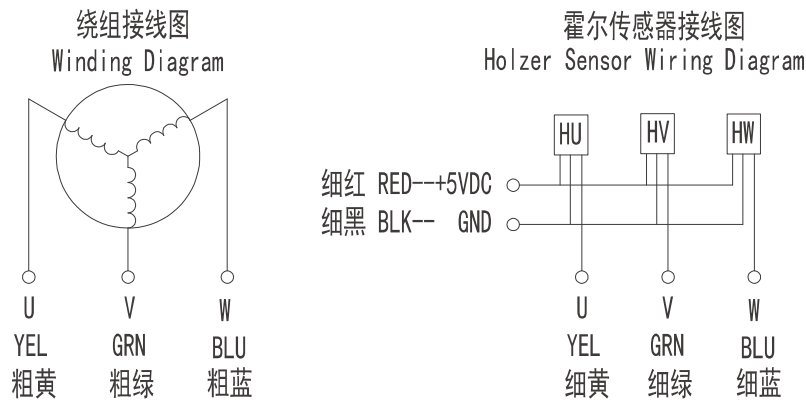 绕组接线图
Winding Diagram
U
V
W
YEL
GRN
BLU
粗黄
粗绿
粗蓝
霍尔传感器接线图
Holzer Sensor Wiring Diagram
HU
HV
HW
细红 RED--+5VDC
细黑 BLK-- GND
U
V
W
YEL
GRN
BLU
细黄
细绿
细蓝